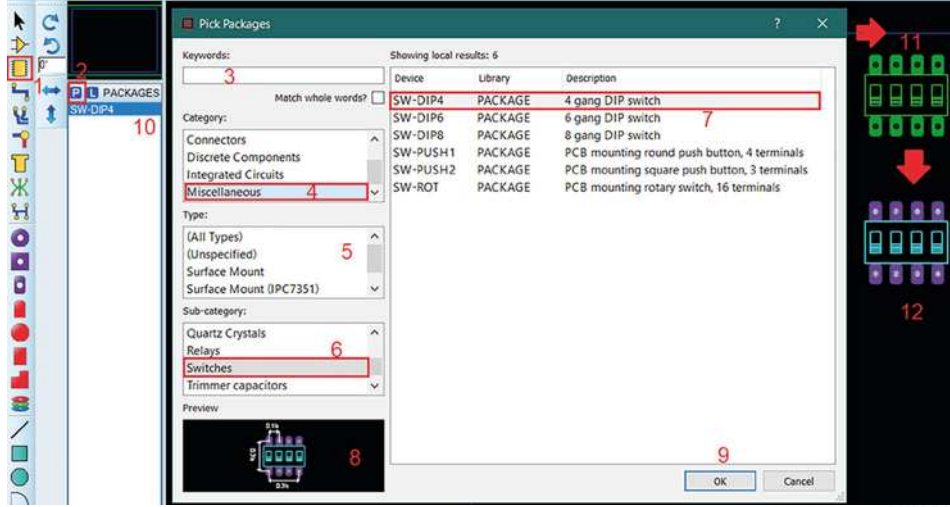 Pick Packages
?
Keywords:
3
Match whole words?
Category:
Connectors
Discrete Components
Integrated Circuits
Miscellaneous
4
Type:
(All Types)
(Unspecified)
5
Surface Mount
Surface Mount (IPC7351)
Sub-category:
Quartz Crystals
Relays
6
Switches
Trimmer capacitors
Preview
8
Showing local results: 6
Device Library Description
SW-DIP4 PACKAGE 4 gang DIP switch
7
SW-DIP6 PACKAGE 6 gang DIP switch
SW-DIP8 PACKAGE 8 gang DIP switch
SW-PUSH1 PACKAGE PCB mounting round push button, 4 terminals
SW-PUSH2 PACKAGE PCB mounting square push button, 3 terminals
SW-ROT PACKAGE PCB mounting rotary switch, 16 terminals
9
OK Cancel
1
2
P L PACKAGES
SW-DIP4
10
11
12